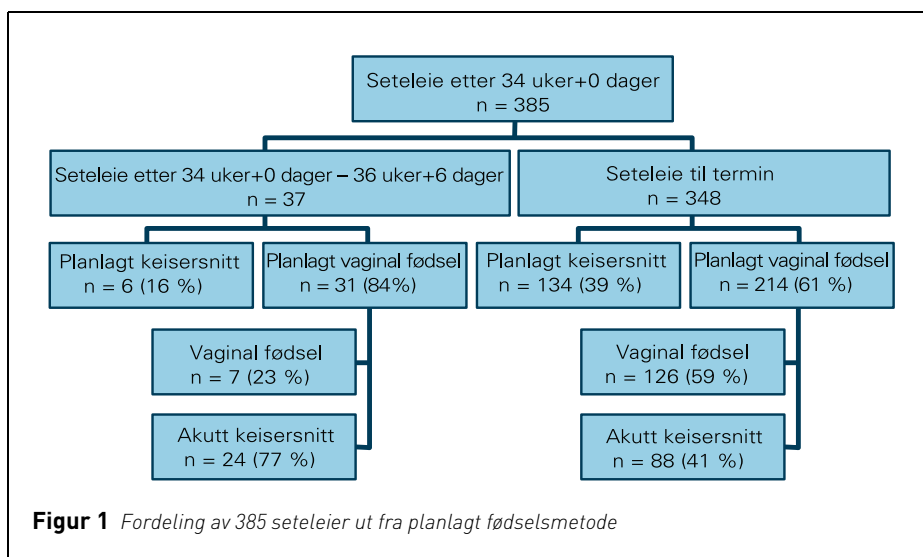 Seteleie etter 34 uker+0 dager
n = 385
Seteleie etter 34 uker+0 dager – 36 uker+6 dager
n = 37
Seteleie til termin
n = 348
Planlagt keisersnitt
n = 6 (16 %)
Planlagt vaginal fødsel
n = 31 (84%)
Planlagt keisersnitt
n = 134 (39 %)
Planlagt vaginal fødsel
n = 214 (61 %)
Vaginal fødsel
n = 7 (23 %)
Vaginal fødsel
n = 126 (59 %)
Akutt keisersnitt
n = 24 (77 %)
Akutt keisersnitt
n = 88 (41 %)
Figur 1 Fordeling av 385 seteleier ut fra planlagt fødselsmetode